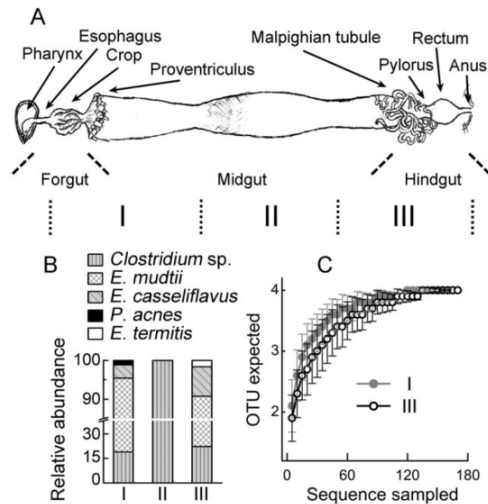 A
Pharynx
Esophagus
Crop
Proventriculus
Malpighian tubule
Rectum
Pylorus
Anus
Forgut
Midgut
Hindgut
I
II
III
B
Clostridium sp.
E. mudtii
E. casseliflavus
P. acnes
E. termitis
Relative abundance
100
90
15
0
I
II
III
C
OTU expected
4
3
2
I
III
0
60
120
180
Sequence sampled